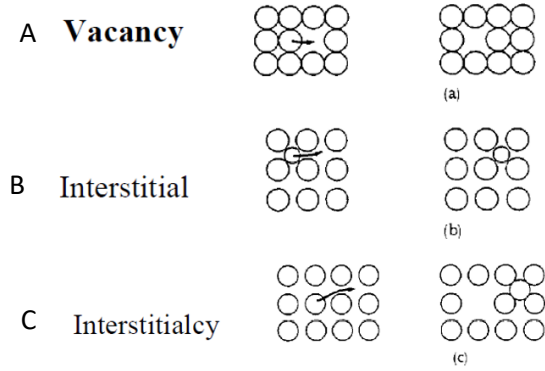 A Vacancy
(a)
B Interstitial
(b)
C Interstitialcy
(c)